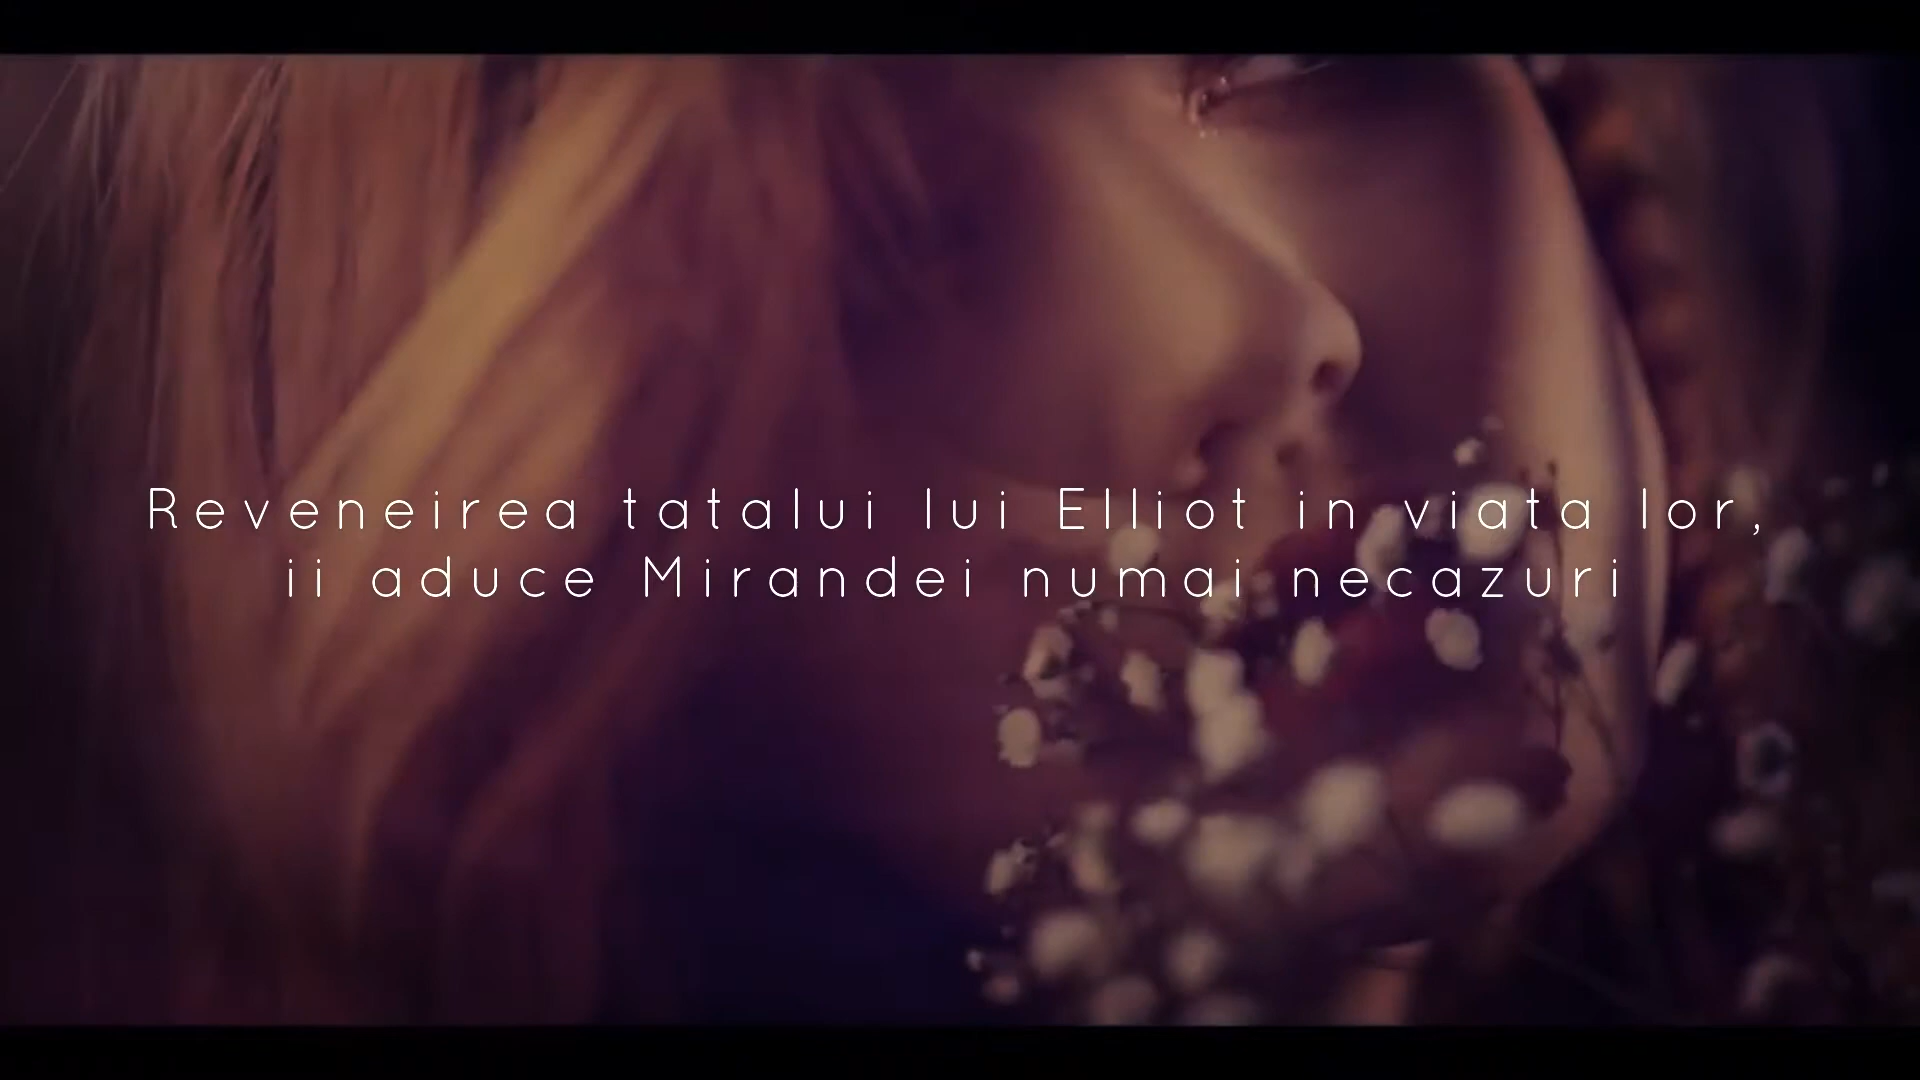 Reveneirea tatalui lui Elliot in viata lor,
ii aduce Mirandei numai necazuri